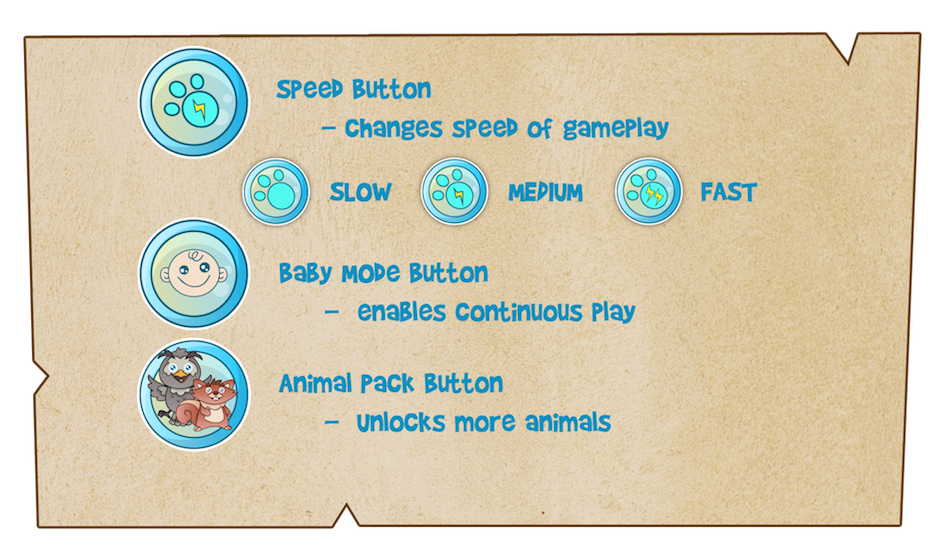 Speed Button
- Changes speed of gameplay
SLOW MEDIUM FAST
Baby Mode Button
- enables continuous play
Animal Pack Button
- unlocks more animals